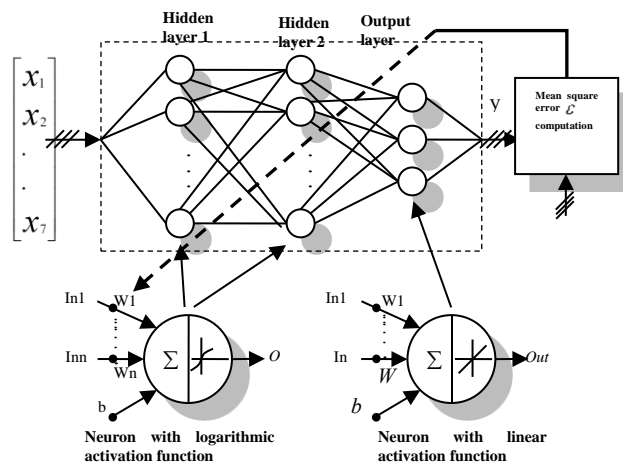 Hidden
layer 1
Hidden
layer 2
Output
layer
x1
x2
.
.
x7
y
Mean square
error ε
computation
In1
W1
Inn
Wn
b
Σ
O
In1
W1
In
W
b
Σ
Out
Neuron with logarithmic
activation function
Neuron with linear
activation function